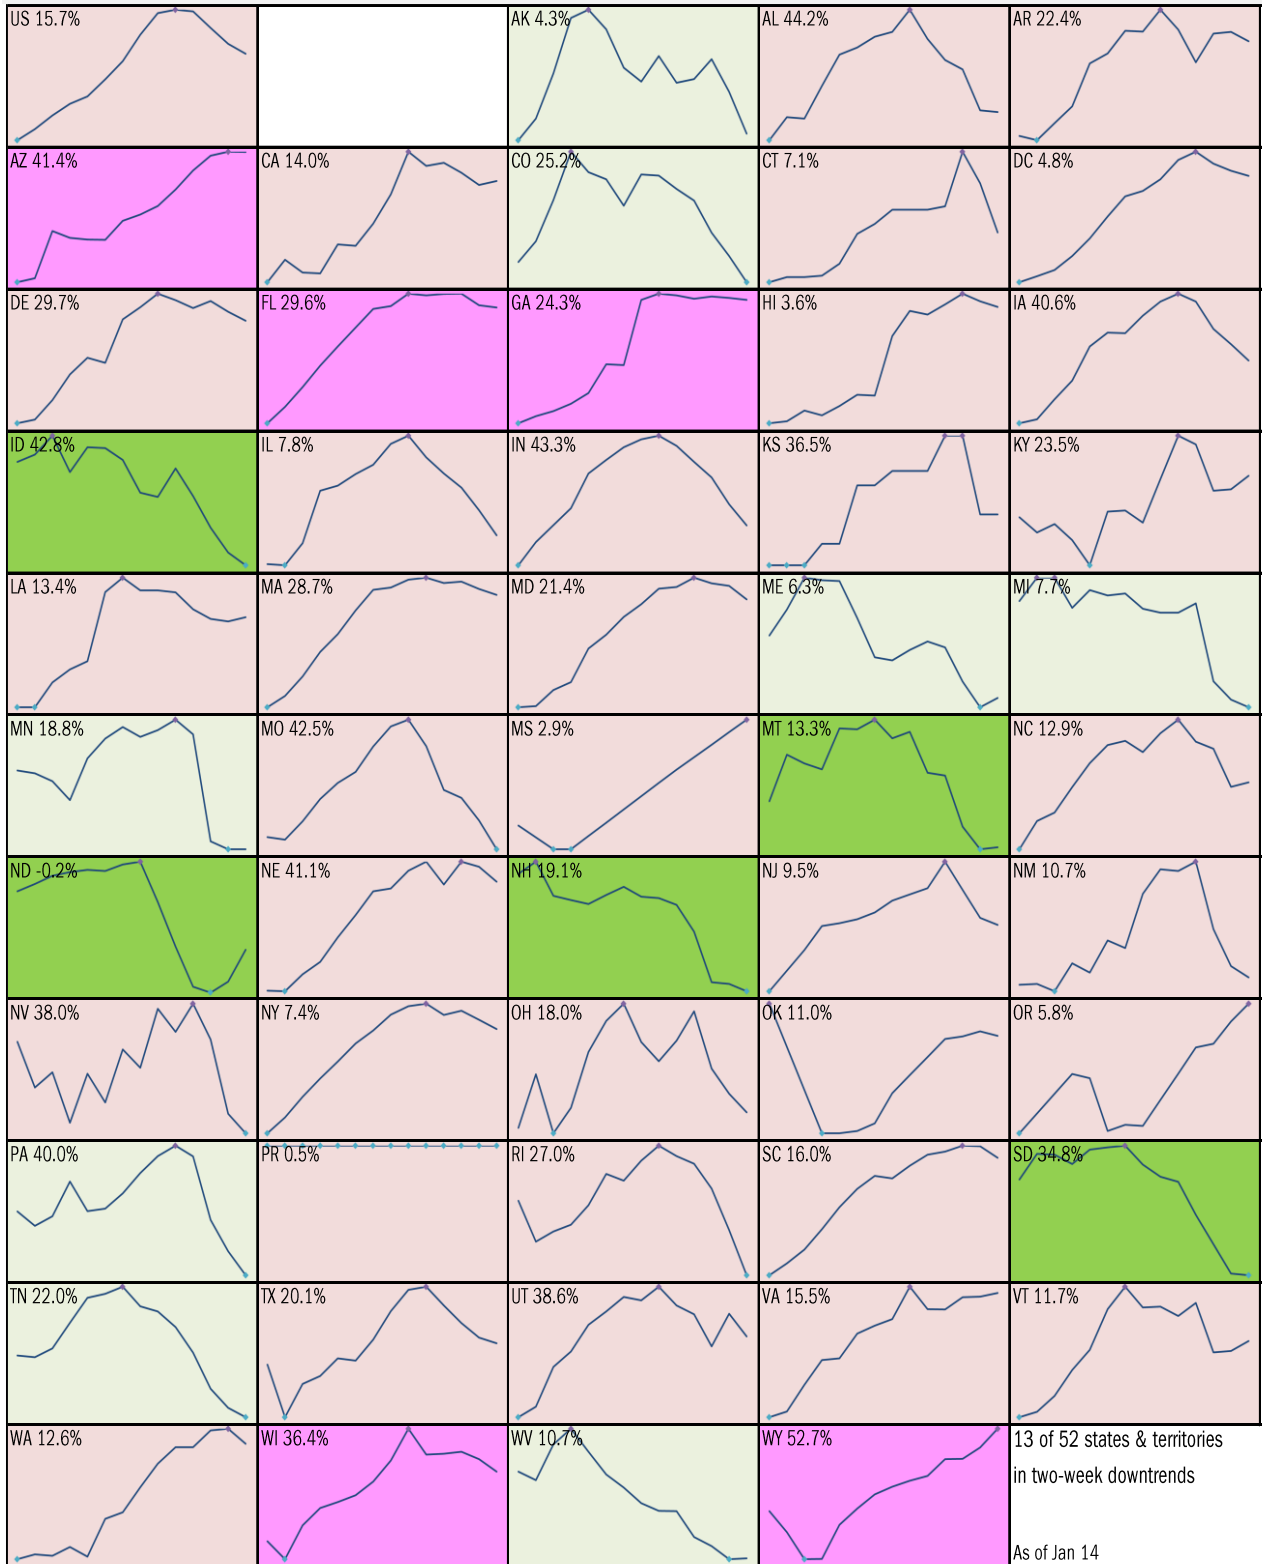 US 15.7%
AK 4.3%
AL 44.2%
AR 22.4%
AZ 41.4%
CA 14.0%
CO 25.2%
CT 7.1%
DC 4.8%
DE 29.7%
FL 29.6%
GA 24.3%
HI 3.6%
IA 40.6%
ID 42.8%
IL 7.8%
IN 43.3%
KS 36.5%
KY 23.5%
LA 13.4%
MA 28.7%
MD 21.4%
ME 6.3%
MI 7.7%
MN 18.8%
MO 42.5%
MS 2.9%
MT 13.3%
NC 12.9%
ND -0.2%
NE 41.1%
NH 19.1%
NJ 9.5%
NM 10.7%
NV 38.0%
NY 7.4%
OH 18.0%
OK 11.0%
OR 5.8%
PA 40.0%
PR 0.5%
RI 27.0%
SC 16.0%
SD 34.8%
TN 22.0%
TX 20.1%
UT 38.6%
VA 15.5%
VT 11.7%
WA 12.6%
WI 36.4%
WV 10.7%
WY 52.7%
13 of 52 states & territories
in two-week downtrends
As of Jan 14